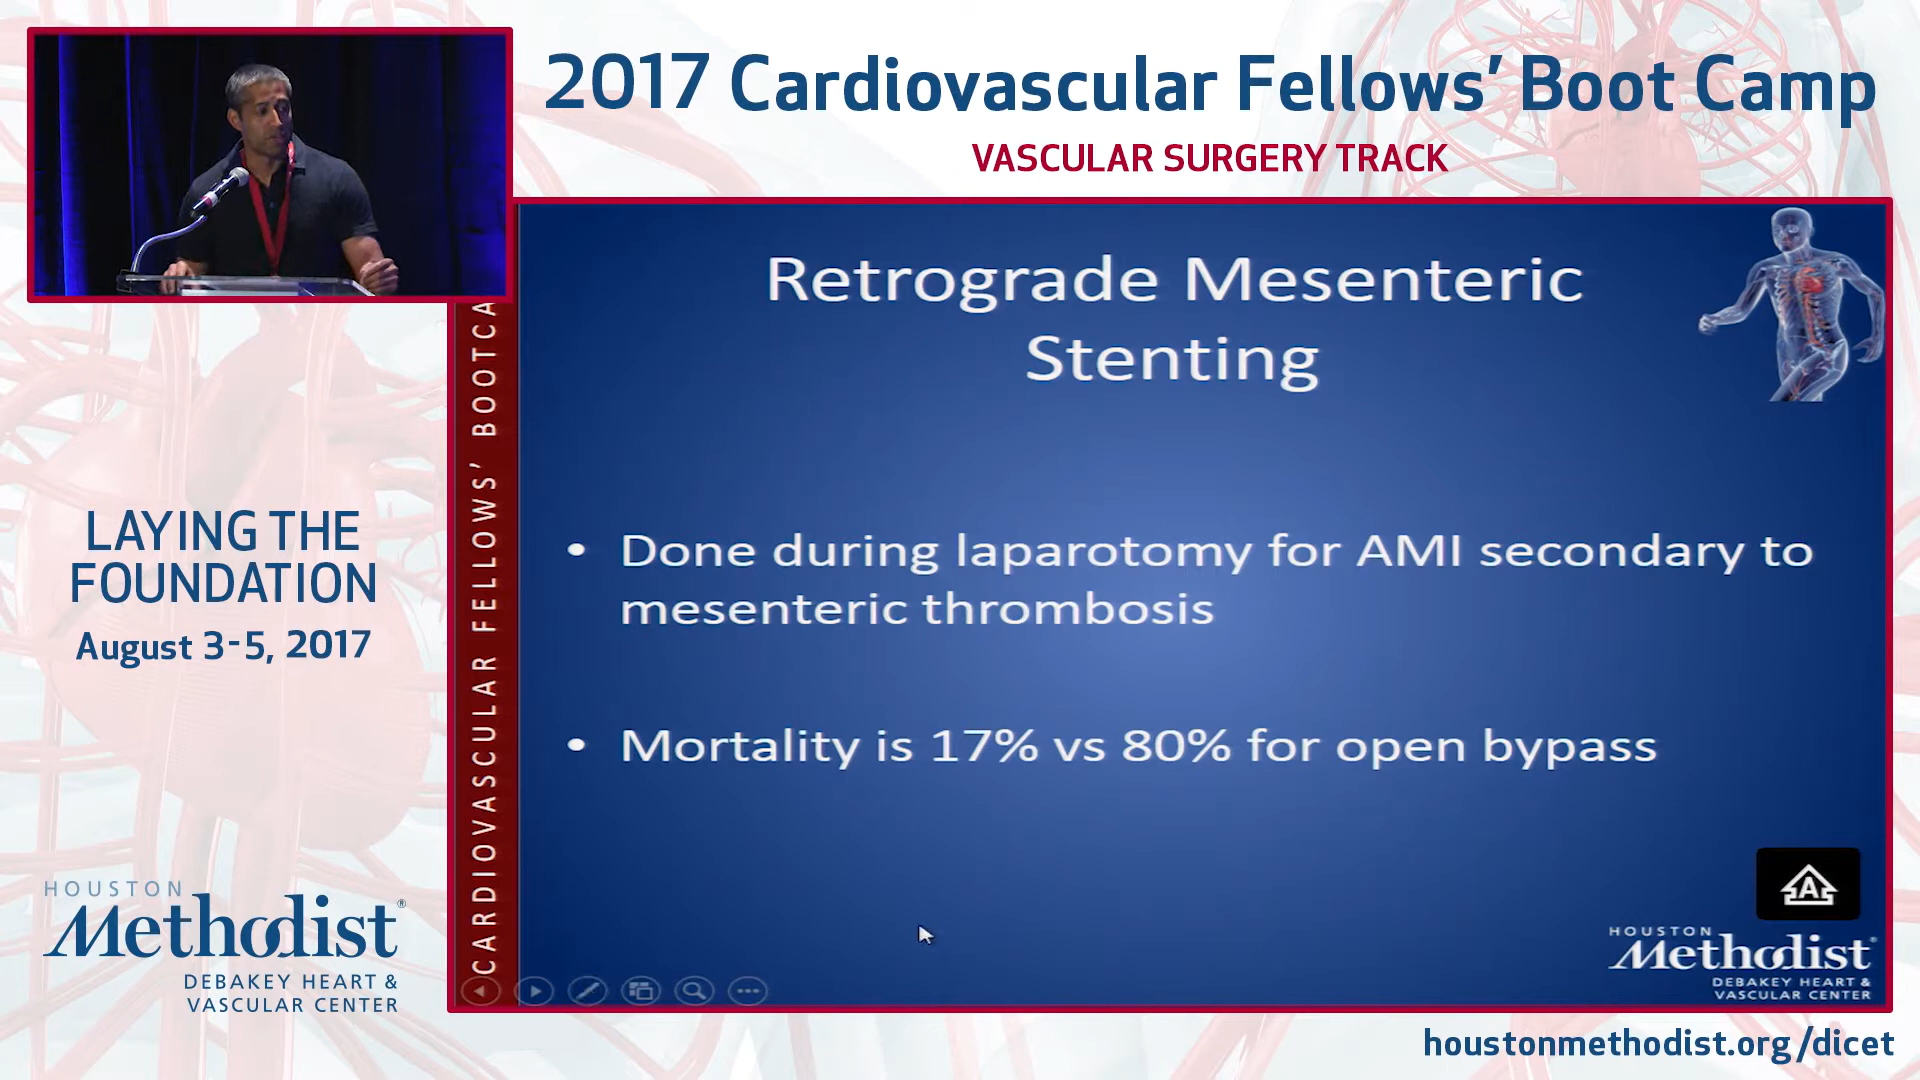 2017 Cardiovascular Fellows’ Boot Camp
VASCULAR SURGERY TRACK
Retrograde Mesenteric
Stenting
• Done during laparotomy for AMI secondary to
mesenteric thrombosis
• Mortality is 17% vs 80% for open bypass
CARDIOVASCULAR FELLOWS’ BOOTCA
LAYING THE
FOUNDATION
August 3-5, 2017
HOUSTON
Methodist®
DEBAKEY HEART &
VASCULAR CENTER
A
HOUSTON
Methodist®
DEBAKEY HEART &
VASCULAR CENTER
houstonmethodist.org/dicet